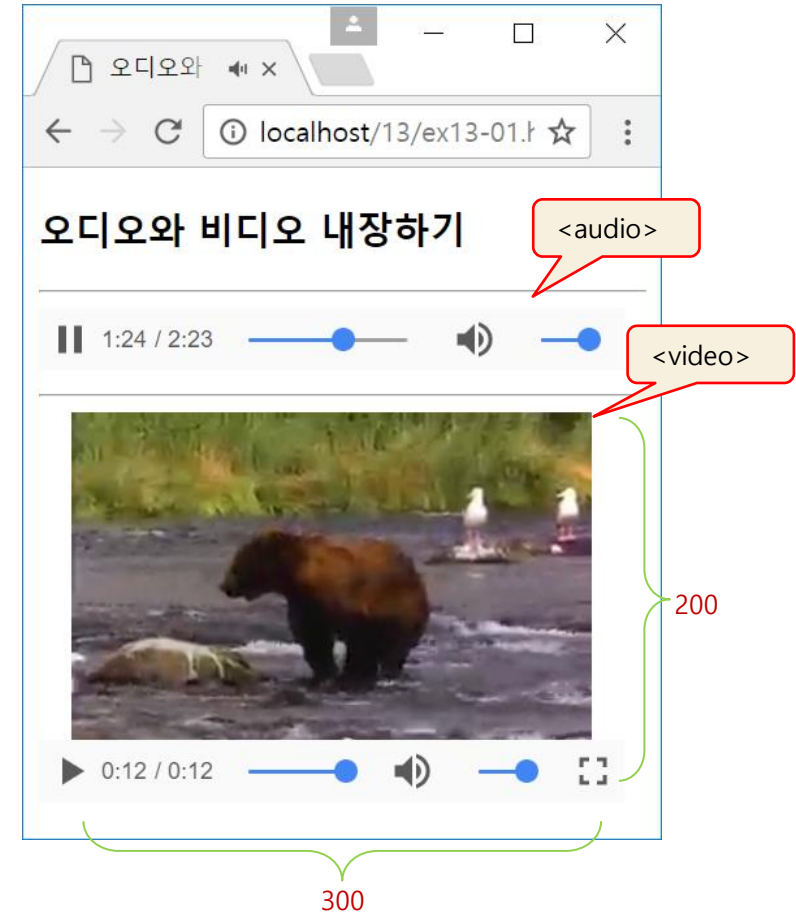 오디오와
localhost/13/ex13-01.h
오디오와 비디오 내장하기
<audio>
1:24 / 2:23
<video>
200
0:12 / 0:12
300